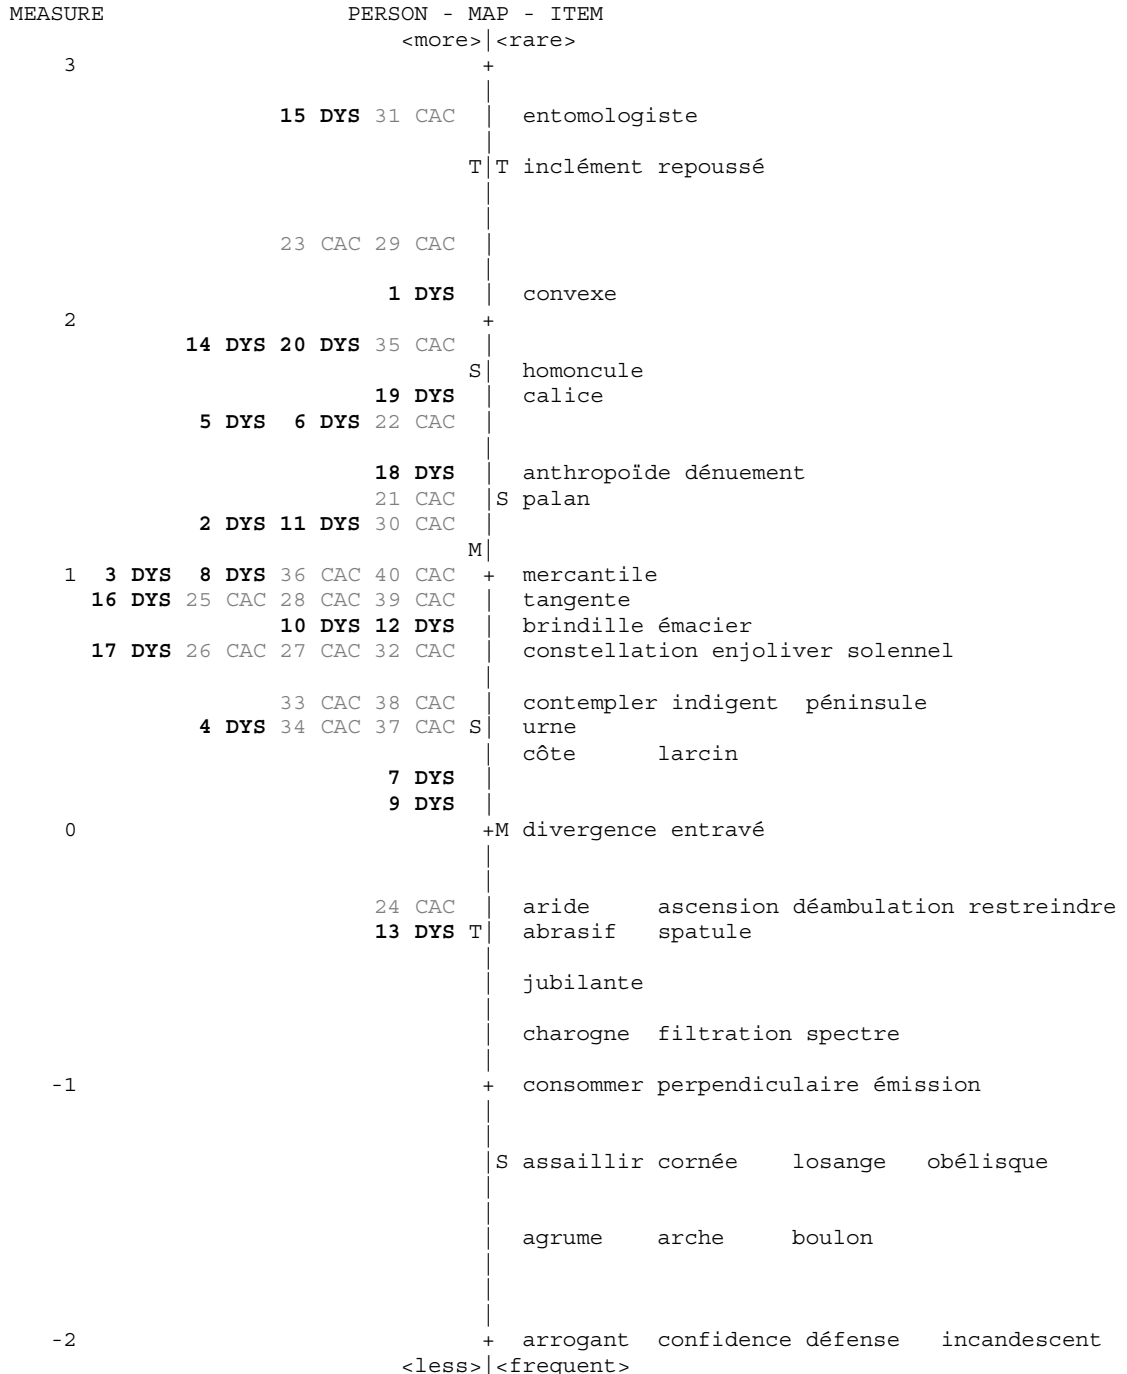 MEASURE PERSON - MAP - ITEM
<more>|<rare>
3 +
|
15 DYS 31 CAC | entomologiste
|
T|T inclément repoussé
|
|
23 CAC 29 CAC |
|
1 DYS | convexe
2 +
14 DYS 20 DYS 35 CAC |
S| homoncule
19 DYS | calice
5 DYS 6 DYS 22 CAC |
|
18 DYS | anthropoïde dénuement
21 CAC |S palan
2 DYS 11 DYS 30 CAC |
M|
1 3 DYS 8 DYS 36 CAC 40 CAC + mercantile
16 DYS 25 CAC 28 CAC 39 CAC | tangente
10 DYS 12 DYS | brindille émacier
17 DYS 26 CAC 27 CAC 32 CAC | constellation enjoliver solennel
|
33 CAC 38 CAC | contempler indigent péninsule
4 DYS 34 CAC 37 CAC S| urne
| côte larcin
7 DYS |
9 DYS |
0 +M divergence entravé
|
|
24 CAC | aride ascension déambulation restreindre
13 DYS T| abrasif spatule
|
| jubilante
|
| charogne filtration spectre
|
-1 + consommer perpendiculaire émission
|
|
|S assaillir cornée losange obélisque
|
|
| agrume arche boulon
|
|
|
-2 + arrogant confidence défense incandescent
<less>|<frequent>